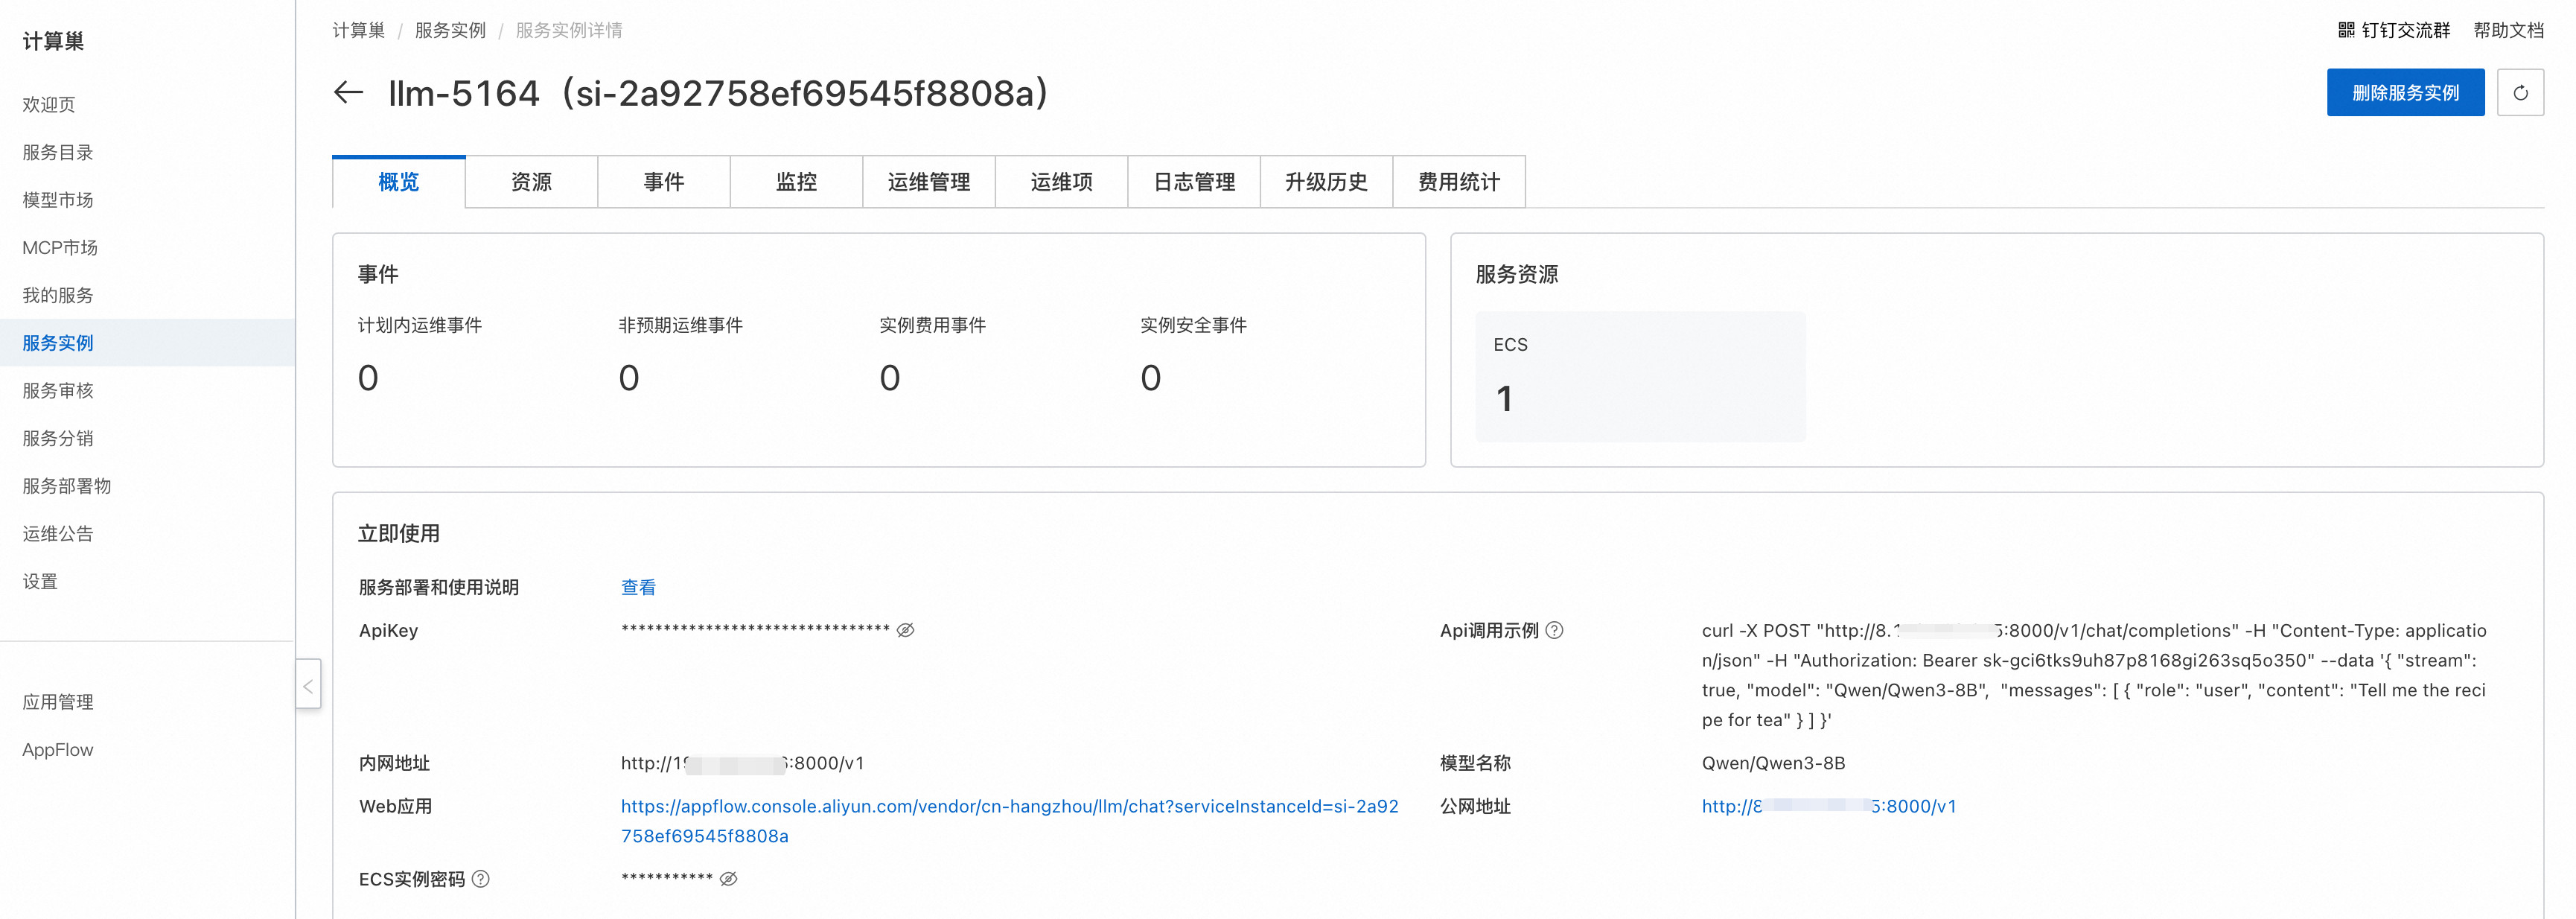 计算巢
欢迎页
服务目录
模型市场
MCP市场
我的服务
服务实例
服务审核
服务分销
服务部署物
运维公告
设置
应用管理
AppFlow
计算巢 / 服务实例 / 服务实例详情
钉钉交流群 帮助文档
llm-5164（si-2a92758ef69545f8808a）
删除服务实例
概览 资源 事件 监控 运维管理 运维项 日志管理 升级历史 费用统计
事件
计划内运维事件 非预期运维事件 实例费用事件 实例安全事件
0 0 0 0
服务资源
ECS
1
立即使用
服务部署和使用说明 查看
ApiKey ********************************
Api调用示例
curl -X POST "http://8.1 5:8000/v1/chat/completions" -H "Content-Type: applicatio
n/json" -H "Authorization: Bearer sk-gci6tks9uh87p8168gi263sq5o350" --data '{ "stream":
true, "model": "Qwen/Qwen3-8B", "messages": [ { "role": "user", "content": "Tell me the reci
pe for tea" } ] }'
内网地址 http://19 :8000/v1
模型名称 Qwen/Qwen3-8B
Web应用 https://appflow.console.aliyun.com/vendor/cn-hangzhou/llm/chat?serviceInstanceId=si-2a92
758ef69545f8808a
公网地址 http://8 5:8000/v1
ECS实例密码 ***********